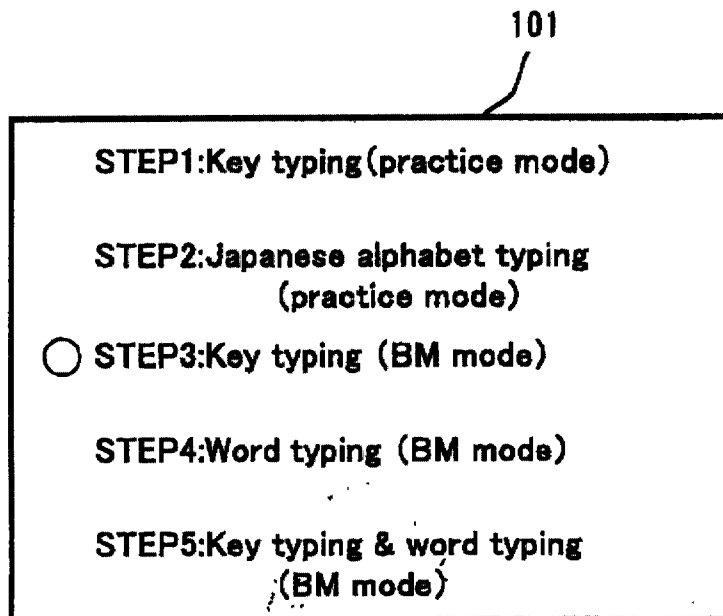 101
STEP1:Key typing(practice mode)
STEP2:Japanese alphabet typing
(practice mode)
STEP3:Key typing (BM mode)
STEP4:Word typing (BM mode)
STEP5:Key typing & word typing
(BM mode)